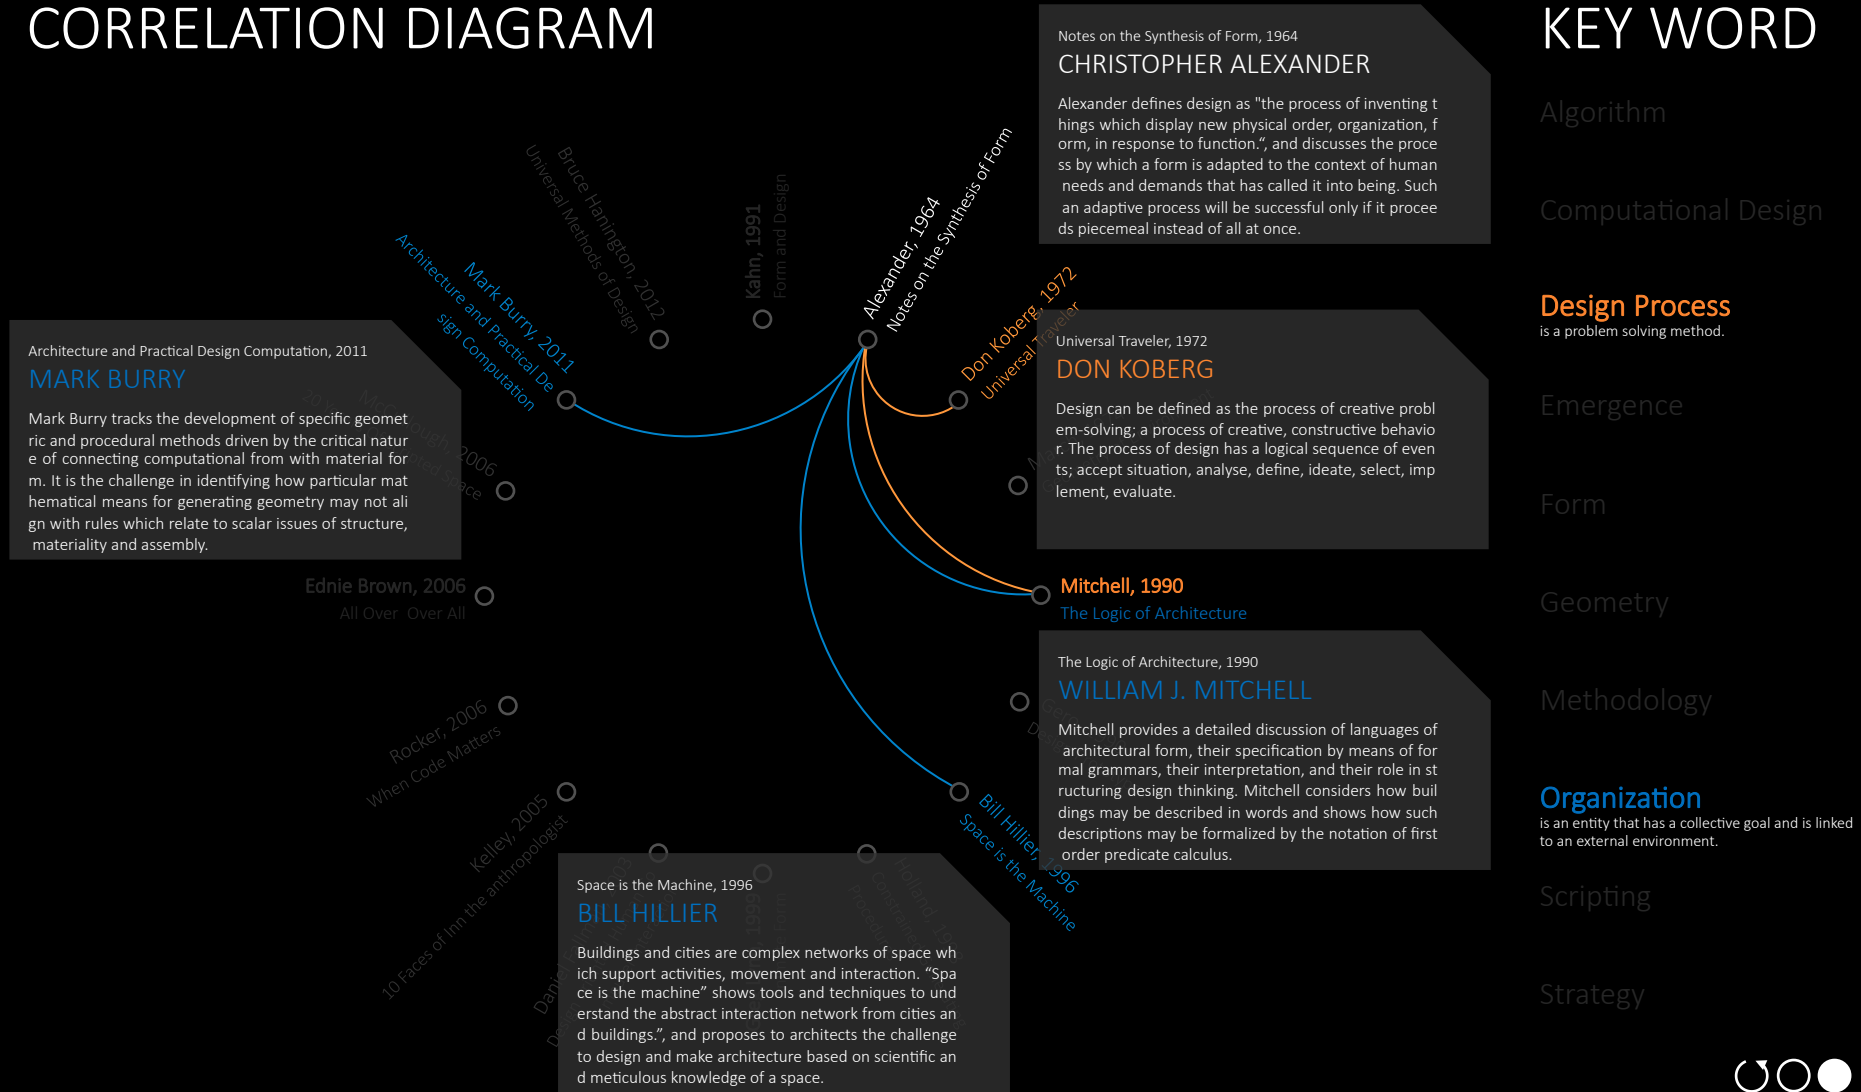 CORRELATION DIAGRAM
KEY WORD
Notes on the Synthesis of Form, 1964
CHRISTOPHER ALEXANDER
Alexander defines design as "the process of inventing t
hings which display new physical order, organization, f
orm, in response to function.“, and discusses the proce
ss by which a form is adapted to the context of human
needs and demands that has called it into being. Such
an adaptive process will be successful only if it procee
ds piecemeal instead of all at once.
Bruce Hanington, 2012
Universal Methods of Design
Kahn, 1991
Form and Design
Alexander, 1964
Notes on the Synthesis of Form
Mark Burry, 2011
Architecture and Practical De
sign Computation
Don Koberg, 1972
Universal Traveler
Architecture and Practical Design Computation, 2011
MARK BURRY
Mark Burry tracks the development of specific geomet
ric and procedural methods driven by the critical natur
e of connecting computational from with material for
m. It is the challenge in identifying how particular mat
hematical means for generating geometry may not ali
gn with rules which relate to scalar issues of structure,
materiality and assembly.
McCullough, 2006
Universal Traveler, 1972
DON KOBERG
Design can be defined as the process of creative probl
em-solving; a process of creative, constructive behavio
r. The process of design has a logical sequence of even
ts; accept situation, analyse, define, ideate, select, imp
lement, evaluate.
Ednie Brown, 2006
All Over Over All
Mitchell, 1990
The Logic of Architecture
The Logic of Architecture, 1990
WILLIAM J. MITCHELL
Mitchell provides a detailed discussion of languages of
architectural form, their specification by means of for
mal grammars, their interpretation, and their role in st
ructuring design thinking. Mitchell considers how buil
dings may be described in words and shows how such
descriptions may be formalized by the notation of first
order predicate calculus.
Rocker, 2006
When Code Matters
Kelley, 2005
10 Faces of Inn the anthropologist
Bill Hillier, 1996
Space is the Machine
Space is the Machine, 1996
BILL HILLIER
Buildings and cities are complex networks of space wh
ich support activities, movement and interaction. “Spa
ce is the machine” shows tools and techniques to und
erstand the abstract interaction network from cities an
d buildings.”, and proposes to architects the challenge
to design and make architecture based on scientific an
d meticulous knowledge of a space.
Algorithm
Computational Design
Design Process
is a problem solving method.
Emergence
Form
Geometry
Methodology
Organization
is an entity that has a collective goal and is linked
to an external environment.
Scripting
Strategy